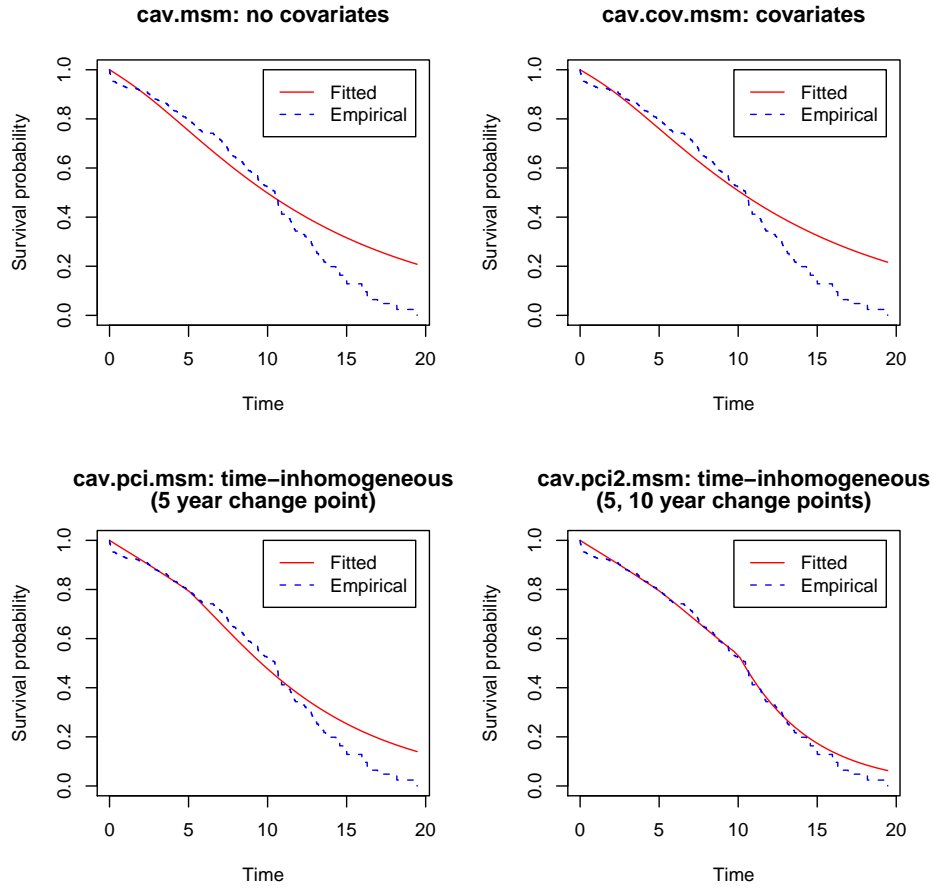 cav.msm: no covariates
Survival probability
0.0 0.2 0.4 0.6 0.8 1.0
Fitted
Empirical
0 5 10 15 20
Time
cav.cov.msm: covariates
Survival probability
0.0 0.2 0.4 0.6 0.8 1.0
Fitted
Empirical
0 5 10 15 20
Time
cav.pci.msm: time−inhomogeneous
(5 year change point)
Survival probability
0.0 0.2 0.4 0.6 0.8 1.0
Fitted
Empirical
0 5 10 15 20
Time
cav.pci2.msm: time−inhomogeneous
(5, 10 year change points)
Survival probability
0.0 0.2 0.4 0.6 0.8 1.0
Fitted
Empirical
0 5 10 15 20
Time